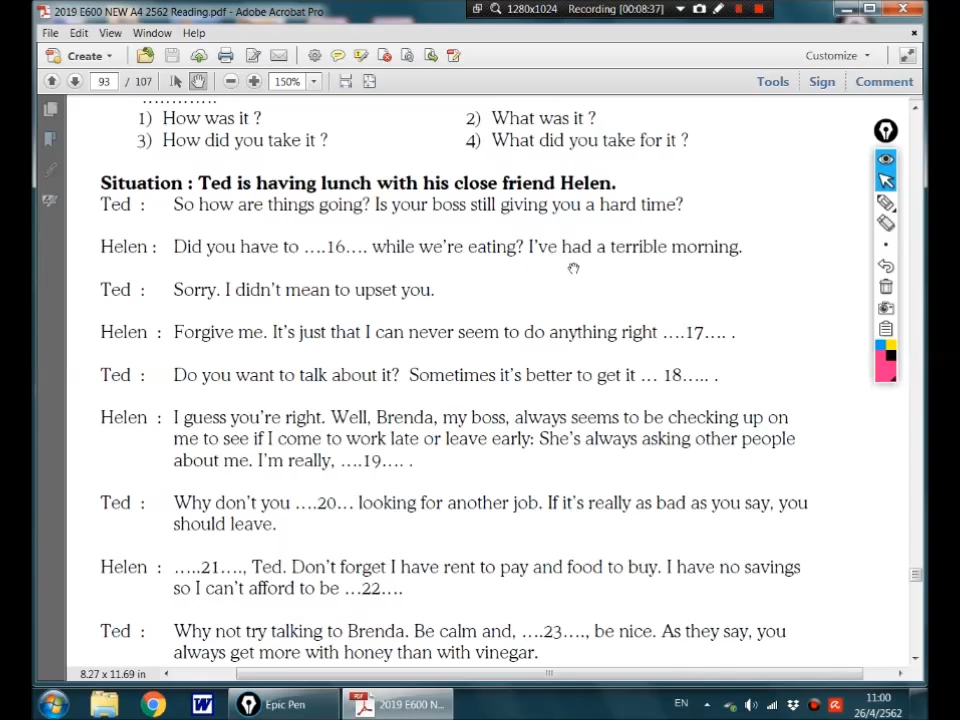 2019 E600 NEW A4 2562 Reading.pdf - Adobe Acrobat Pro
1280x1024 Recording [00:08:37]
File Edit View Window Help
Create
Customize
93 / 107
150%
Tools Sign Comment
1) How was it ? 2) What was it ?
3) How did you take it ? 4) What did you take for it ?
Situation : Ted is having lunch with his close friend Helen.
Ted : So how are things going? Is your boss still giving you a hard time?
Helen : Did you have to ....16.... while we're eating? I've had a terrible morning.
Ted : Sorry. I didn't mean to upset you.
Helen : Forgive me. It's just that I can never seem to do anything right ....17.... .
Ted : Do you want to talk about it? Sometimes it's better to get it ... 18..... .
Helen : I guess you're right. Well, Brenda, my boss, always seems to be checking up on
me to see if I come to work late or leave early: She's always asking other people
about me. I'm really, ....19.... .
Ted : Why don't you ....20... looking for another job. If it's really as bad as you say, you
should leave.
Helen : .....21...., Ted. Don't forget I have rent to pay and food to buy. I have no savings
so I can't afford to be ...22....
Ted : Why not try talking to Brenda. Be calm and, ....23...., be nice. As they say, you
always get more with honey than with vinegar.
8.27 x 11.69 in
Epic Pen
2019 E600 N...
EN
11:00
26/4/2562